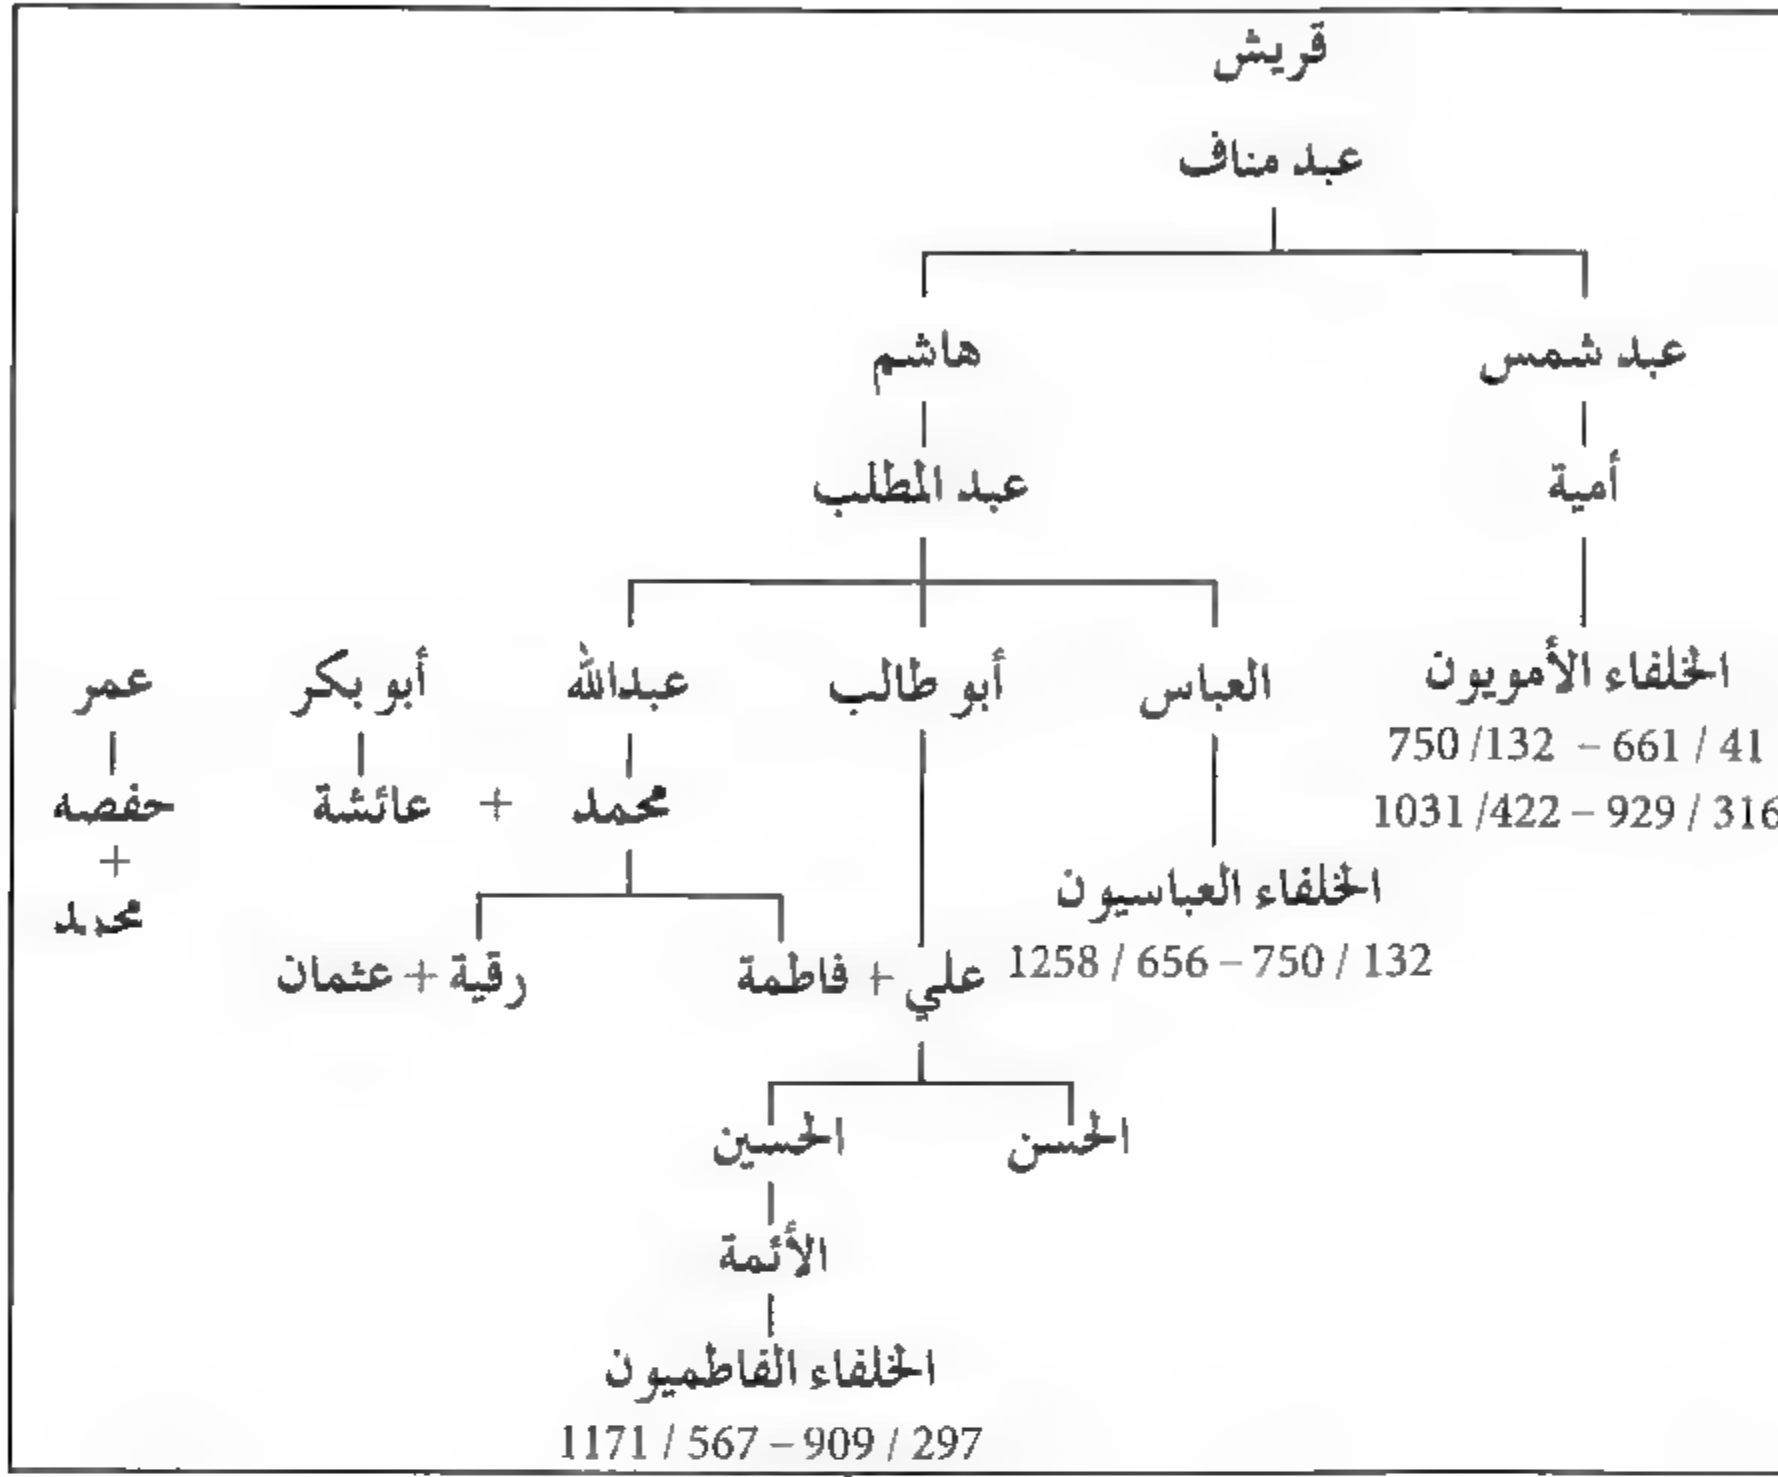 قريش
عبد مناف
عبد شمس
هاشم
أمية
عبد المطلب
الخلفاء الأمويون
العباس
أبو طالب
عبدالله
أبو بكر
عمر
41 / 661 – 132/ 750
316 / 929 – 422/ 1031
محمد + عائشة
حفصه
+
محمد
الخلفاء العباسيون
132 / 750 – 656 / 1258
علي + فاطمة
رقية + عثمان
الحسن
الحسين
الأئمة
الخلفاء الفاطميون
297 / 909 – 567 / 1171